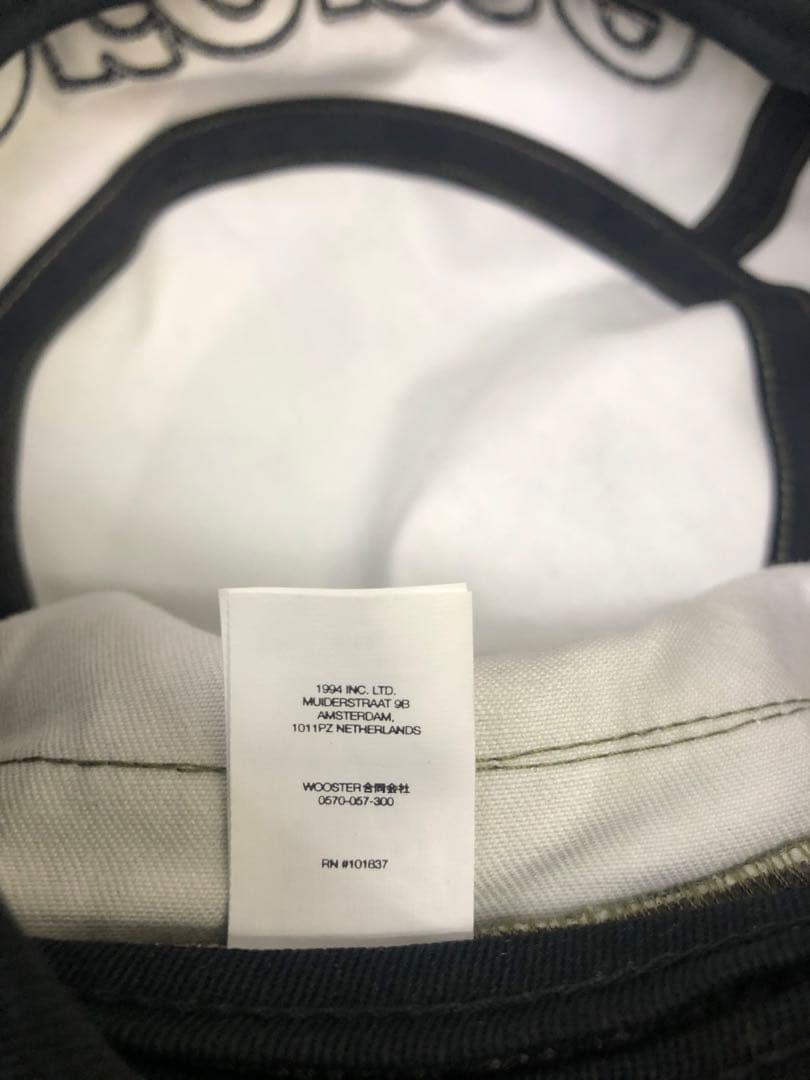 1994 INC. LTD.
MUIDERSTRAAT 9B
AMSTERDAM,
1011PZ NETHERLANDS
WOOSTER合同会社
0570-057-300
RN #101837